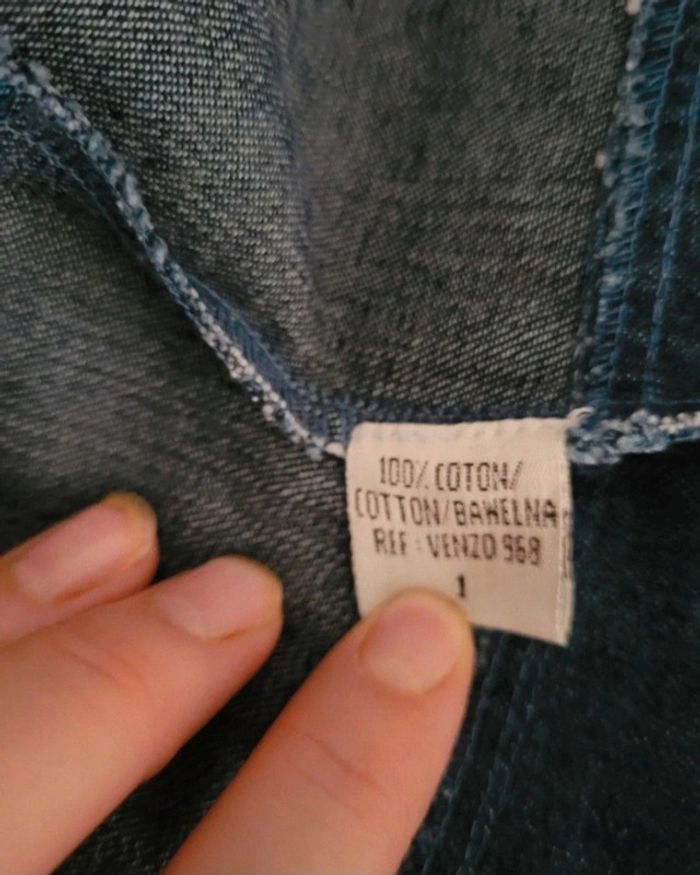 100% COTON/
COTTON/BAWELNA
REF : VENZO 968
1